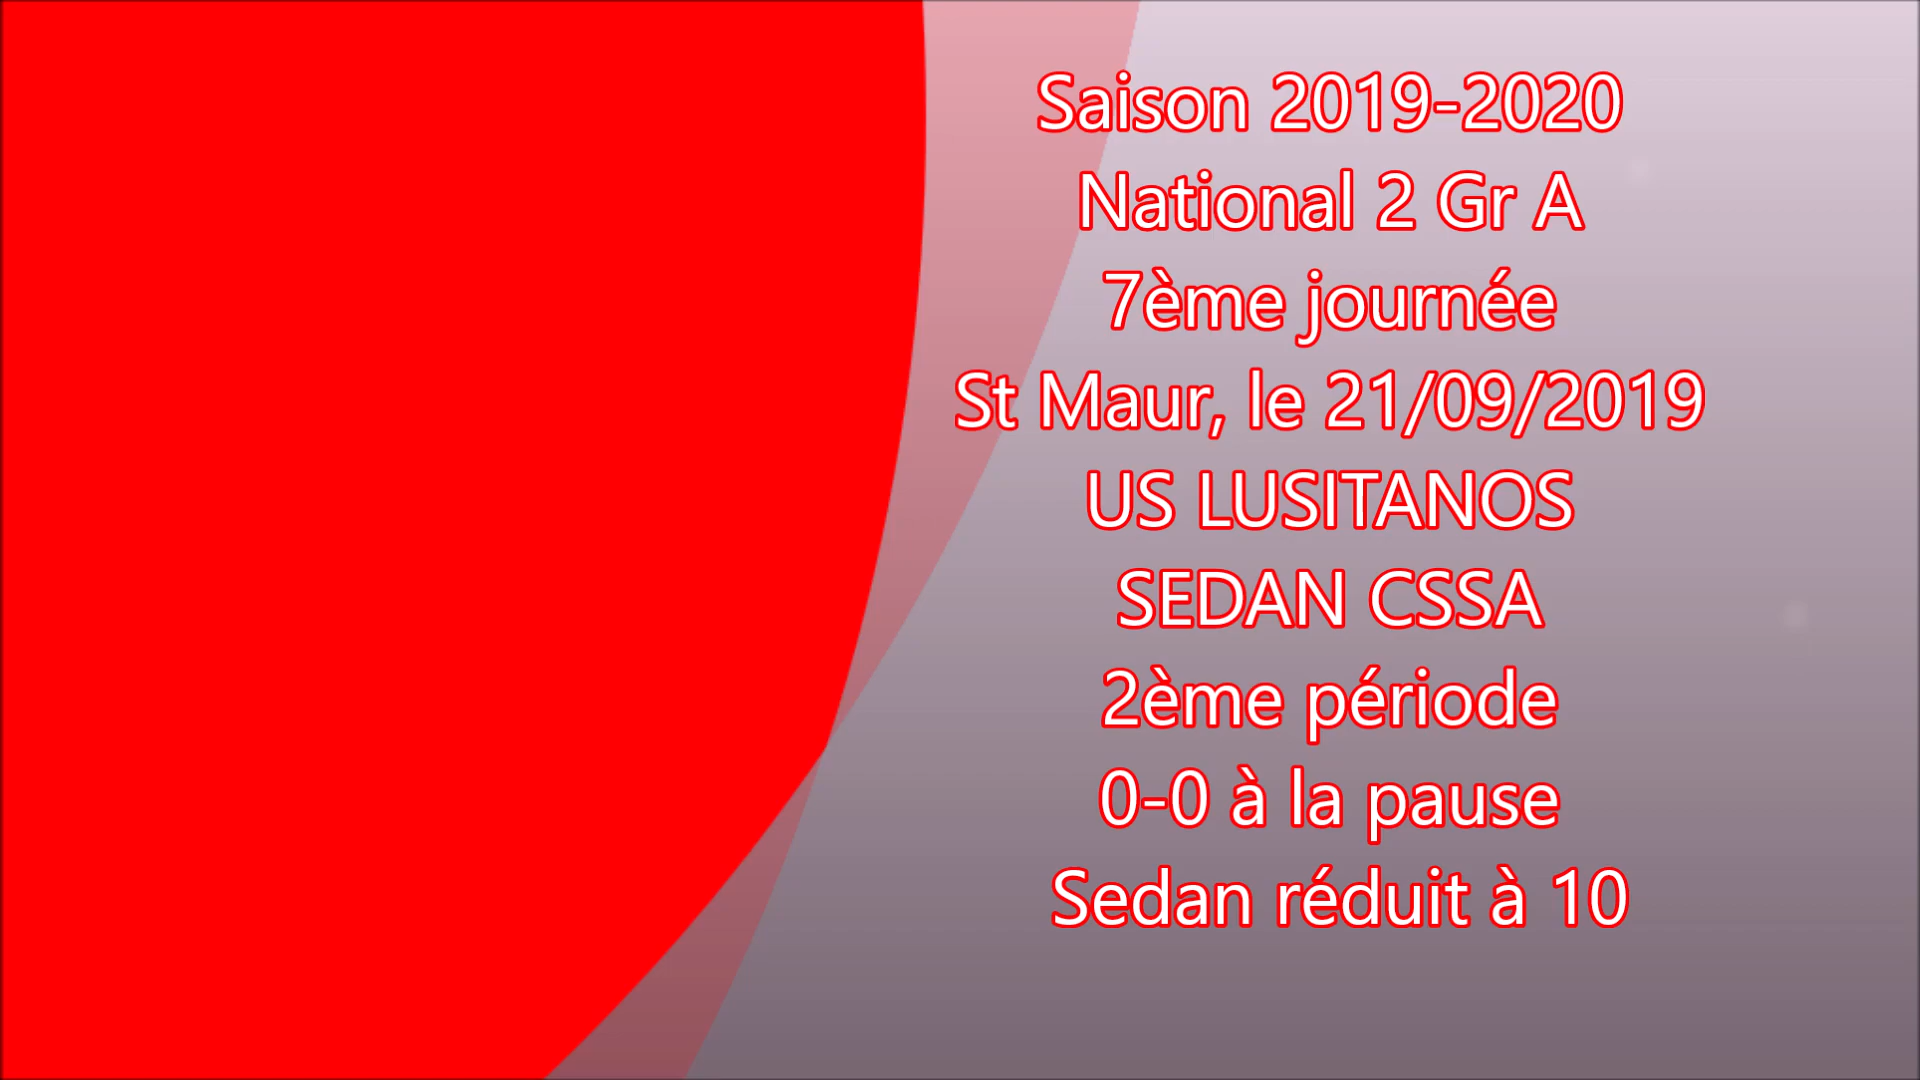 Saison 2019-2020
National 2 Gr A
7ème journée
St Maur, le 21/09/2019
US LUSITANOS
SEDAN CSSA
2ème période
0-0 à la pause
Sedan réduit à 10